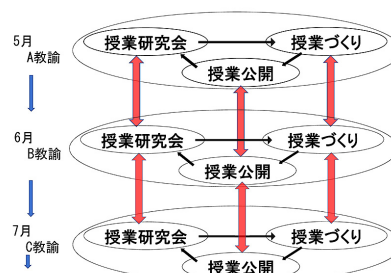 5月
A教諭
授業研究会
授業づくり
授業公開
6月
B教諭
授業研究会
授業づくり
授業公開
7月
C教諭
授業研究会
授業づくり
授業公開